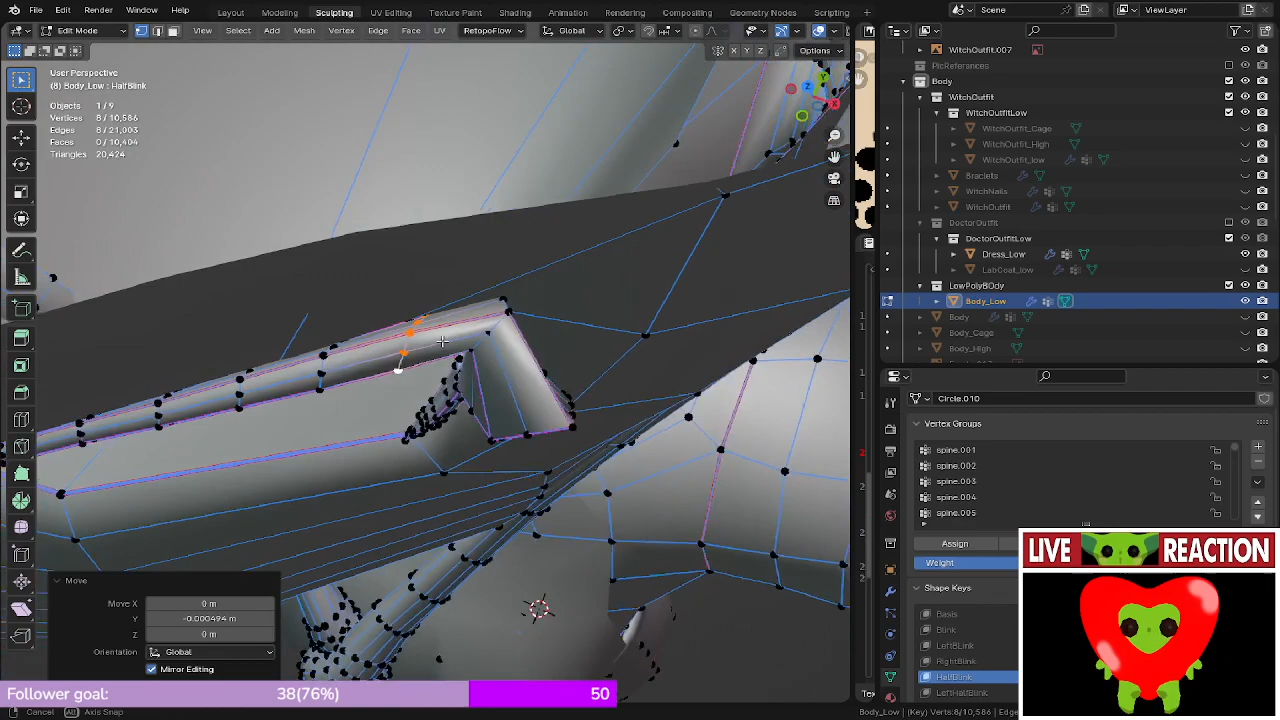 File Edit Render Window Help
Layout Modeling Sculpting UV Editing Texture Paint Shading Animation Rendering Compositing Geometry Nodes Scripting
Scene ViewLayer
Edit Mode View Select Add Mesh Vertex Edge Face UV RetopoFlow Global
X Y Z Options
User Perspective
(8) Body_Low : HalfBlink
Objects 1 / 9
Vertices 8 / 10,586
Edges 8 / 21,003
Faces 0 / 10,404
Triangles 20,424
WitchOutfit.007
PicReferances
Body
WitchOutfit
WitchOutfitLow
WitchOutfit_Cage
WitchOutfit_High
WitchOutfit_low
Braclets
WitchNails
WitchOutfit
DoctorOutfit
DoctorOutfitLow
Dress_Low
LabCoat_low
LowPolyBOdy
Body_Low
Body
Body_Cage
Body_High
Circle.010
Vertex Groups
spine.001
spine.002
spine.003
spine.004
spine.005
Assign
Weight
Shape Keys
Basis
Blink
LeftBLink
RightBlink
HalfBlink
LeftHalfBlink
Move
Move X 0 m
Y -0.000494 m
Z 0 m
Orientation Global
Mirror Editing
LIVE REACTION
Follower goal: 38(76%) 50
Cancel Alt Axis Snap
Body_Low | (Key) Verts:8/10,586 | Edge